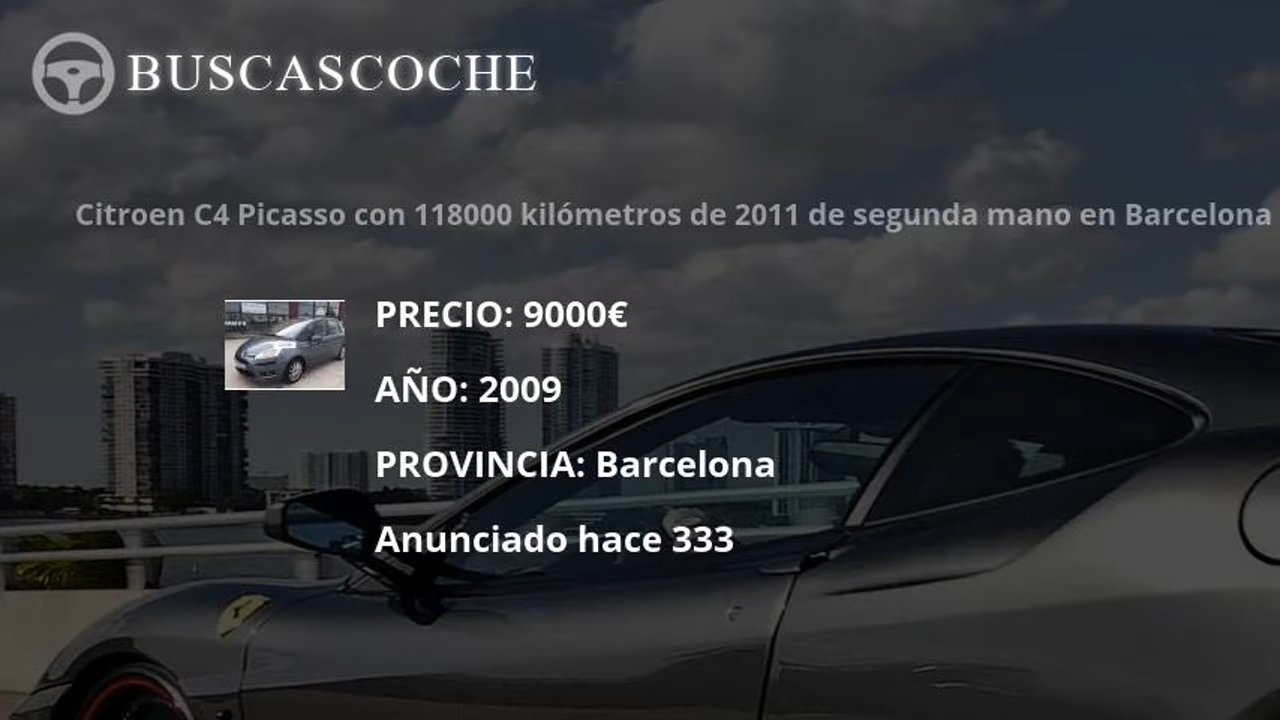 BUSCASCOCHE
Citroen C4 Picasso con 118000 kilómetros de 2011 de segunda mano en Barcelona
PRECIO: 9000€
AÑO: 2009
PROVINCIA: Barcelona
Anunciado hace 333